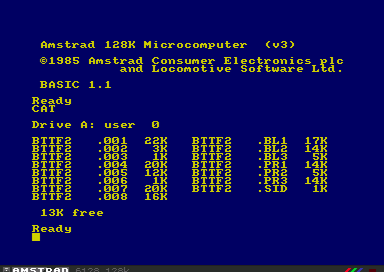 Amstrad 128K Microcomputer (v3)
©1985 Amstrad Consumer Electronics plc
and Locomotive Software Ltd.
BASIC 1.1
Ready
CAT
Drive A: user 0
BTTF2 .001 22K BTTF2 .BL1 17K
BTTF2 .002 3K BTTF2 .BL2 14K
BTTF2 .003 1K BTTF2 .BL3 5K
BTTF2 .004 20K BTTF2 .PR1 14K
BTTF2 .005 12K BTTF2 .PR2 5K
BTTF2 .006 1K BTTF2 .PR3 14K
BTTF2 .007 20K BTTF2 .SID 1K
BTTF2 .008 16K
13K free
Ready
AMSTRAD 6128 128k